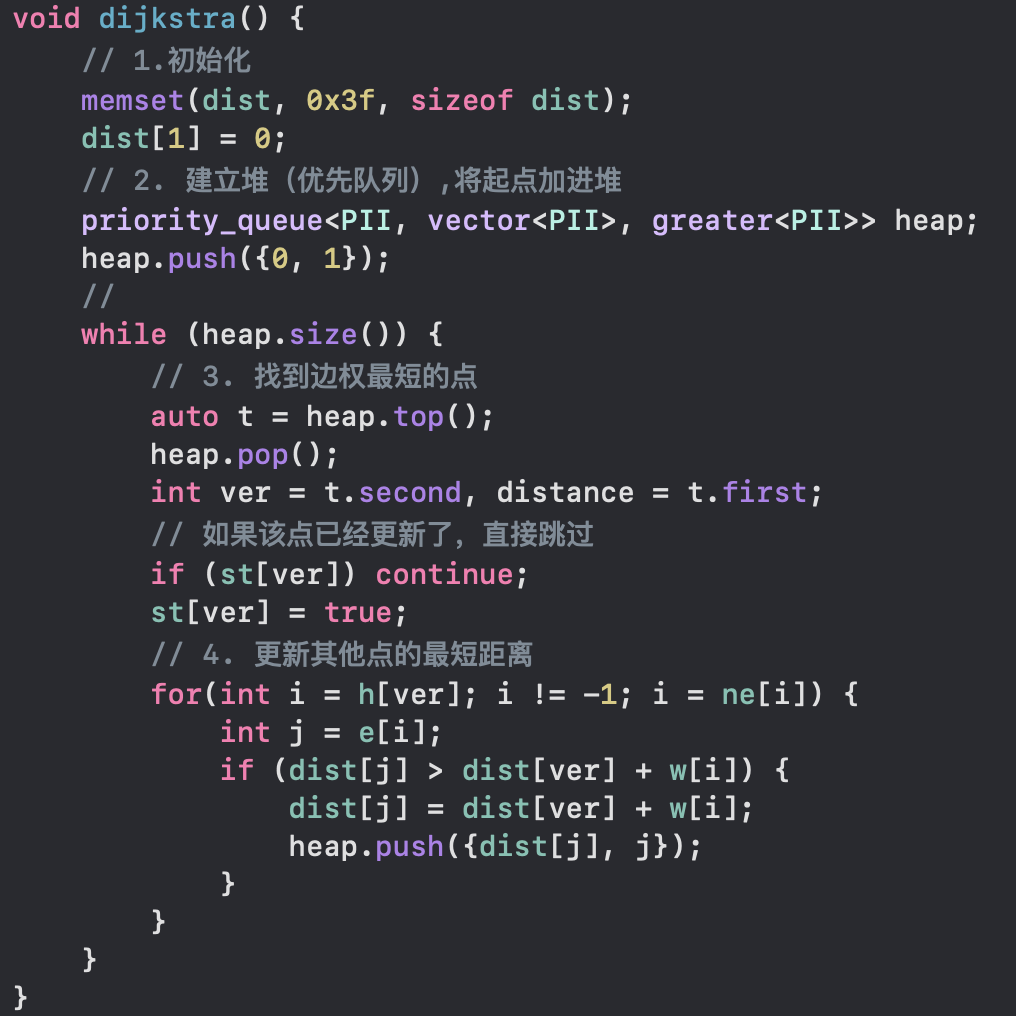 void dijkstra() {
    // 1.初始化
    memset(dist, 0x3f, sizeof dist);
    dist[1] = 0;
    // 2. 建立堆（优先队列）,将起点加进堆
    priority_queue<PII, vector<PII>, greater<PII>> heap;
    heap.push({0, 1});
    //
    while (heap.size()) {
        // 3. 找到边权最短的点
        auto t = heap.top();
        heap.pop();
        int ver = t.second, distance = t.first;
        // 如果该点已经更新了，直接跳过
        if (st[ver]) continue;
        st[ver] = true;
        // 4. 更新其他点的最短距离
        for(int i = h[ver]; i != -1; i = ne[i]) {
            int j = e[i];
            if (dist[j] > dist[ver] + w[i]) {
                dist[j] = dist[ver] + w[i];
                heap.push({dist[j], j});
            }
        }
    }
}